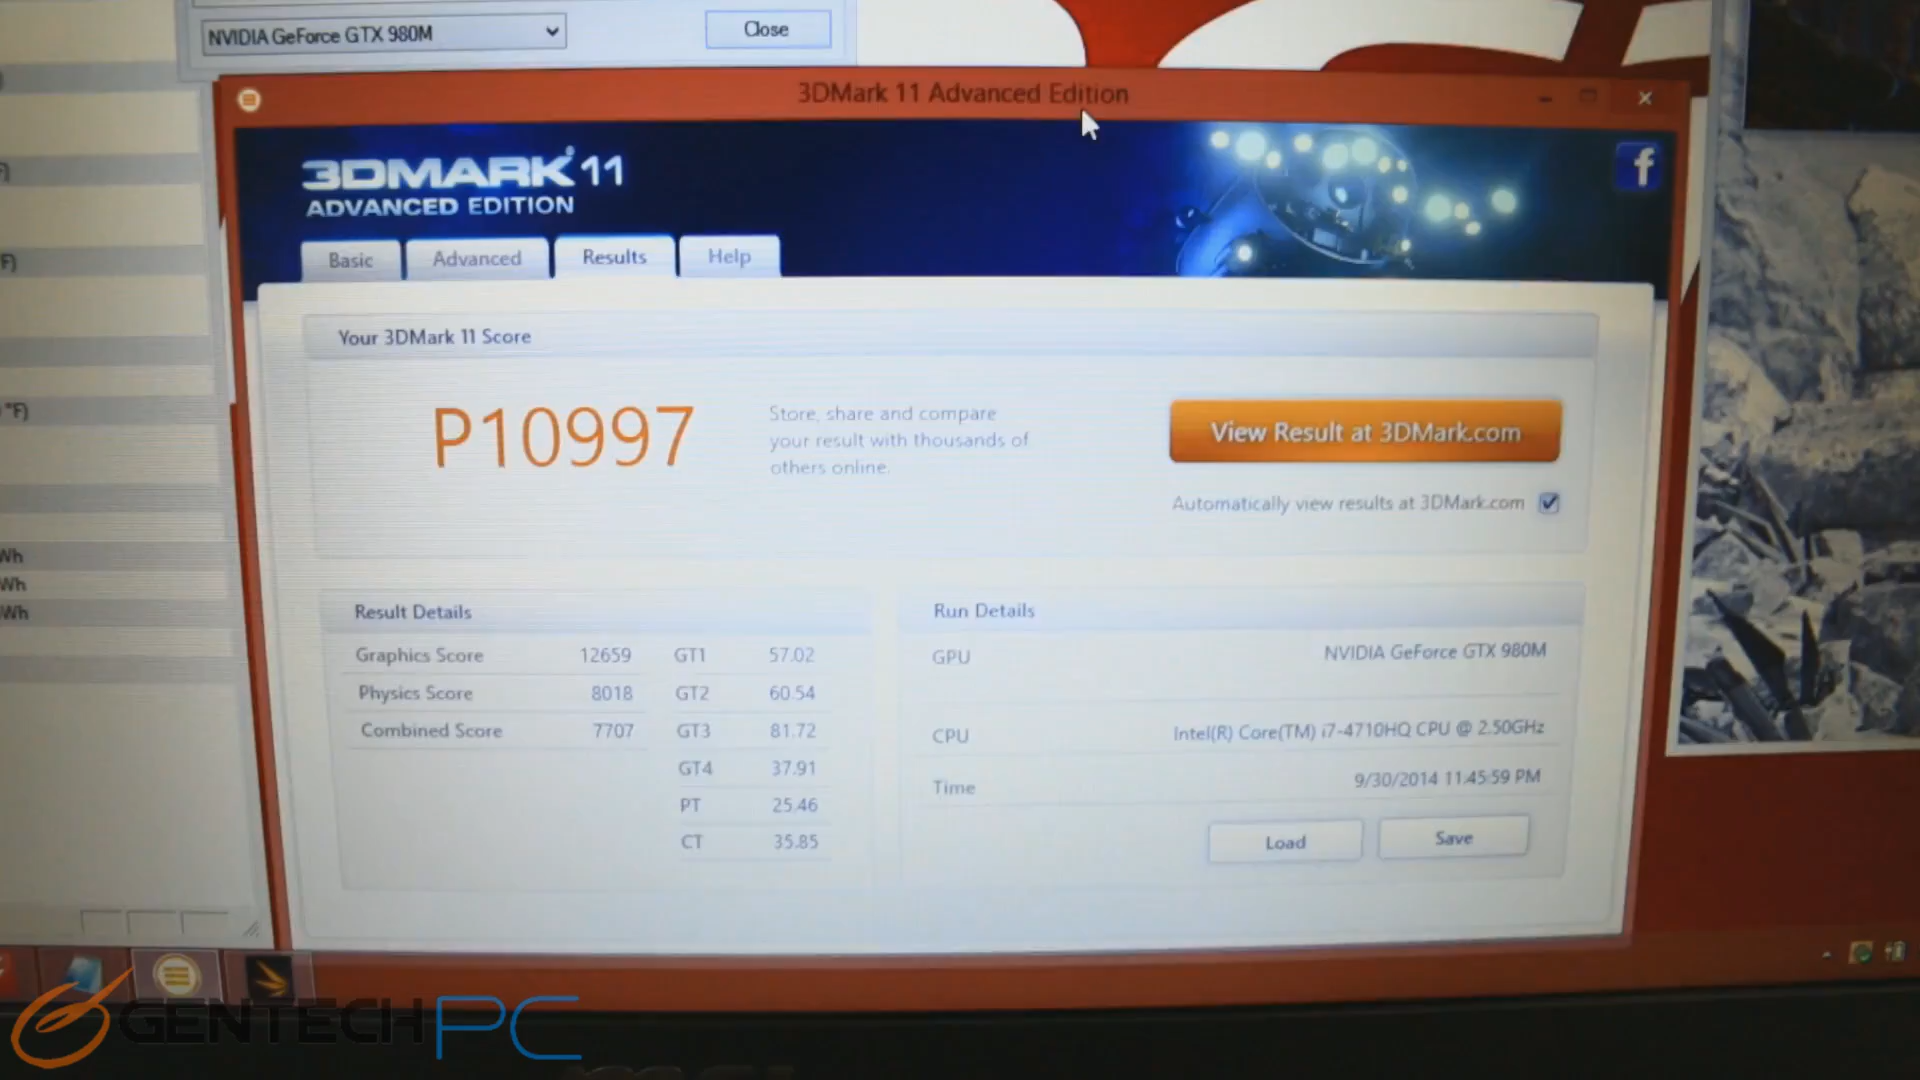 NVIDIA GeForce GTX 980M
Close
3DMark 11 Advanced Edition
3DMARK® 11
ADVANCED EDITION
f
Basic
Advanced
Results
Help
Your 3DMark 11 Score
P10997
Store, share and compare
your result with thousands of
others online.
View Result at 3DMark.com
Automatically view results at 3DMark.com
Result Details
Graphics Score 12659 GT1 57.02
Physics Score 8018 GT2 60.54
Combined Score 7707 GT3 81.72
GT4 37.91
PT 25.46
CT 35.85
Run Details
GPU NVIDIA GeForce GTX 980M
CPU Intel(R) Core(TM) i7-4710HQ CPU @ 2.50GHz
Time 9/30/2014 11:45:59 PM
Load
Save
F)
F)
°F)
Wh
Wh
Wh
GENTECH PC